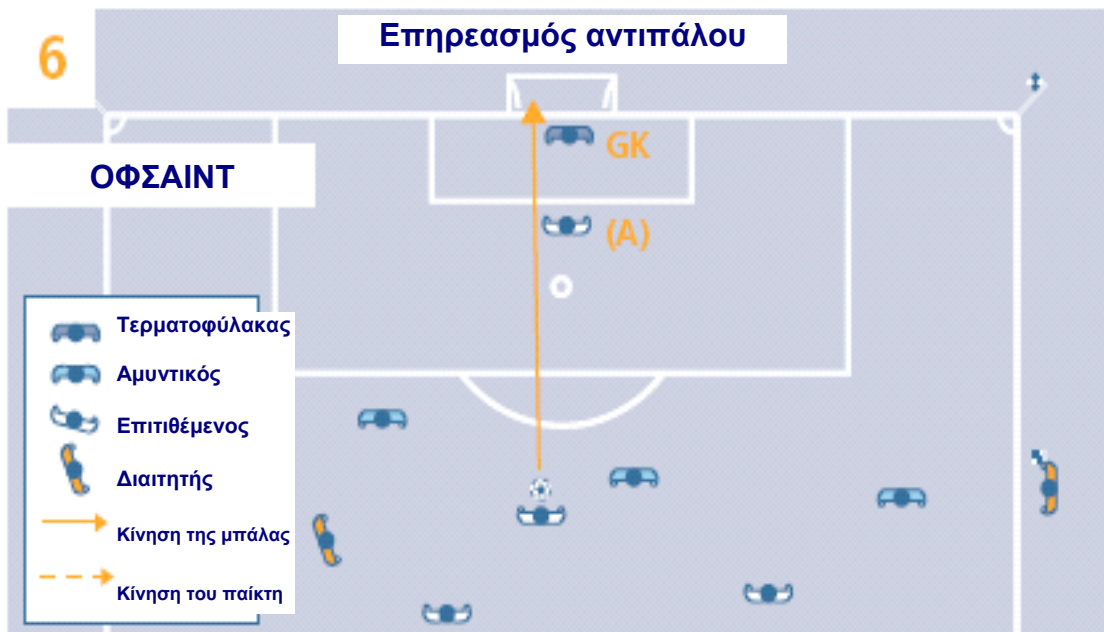 6
Επηρεασμός αντιπάλου
GK
ΟΦΣΑΙΝΤ
(A)
Τερματοφύλακας
Αμυντικός
Επιτιθέμενος
Διαιτητής
Κίνηση της μπάλας
Κίνηση του παίκτη